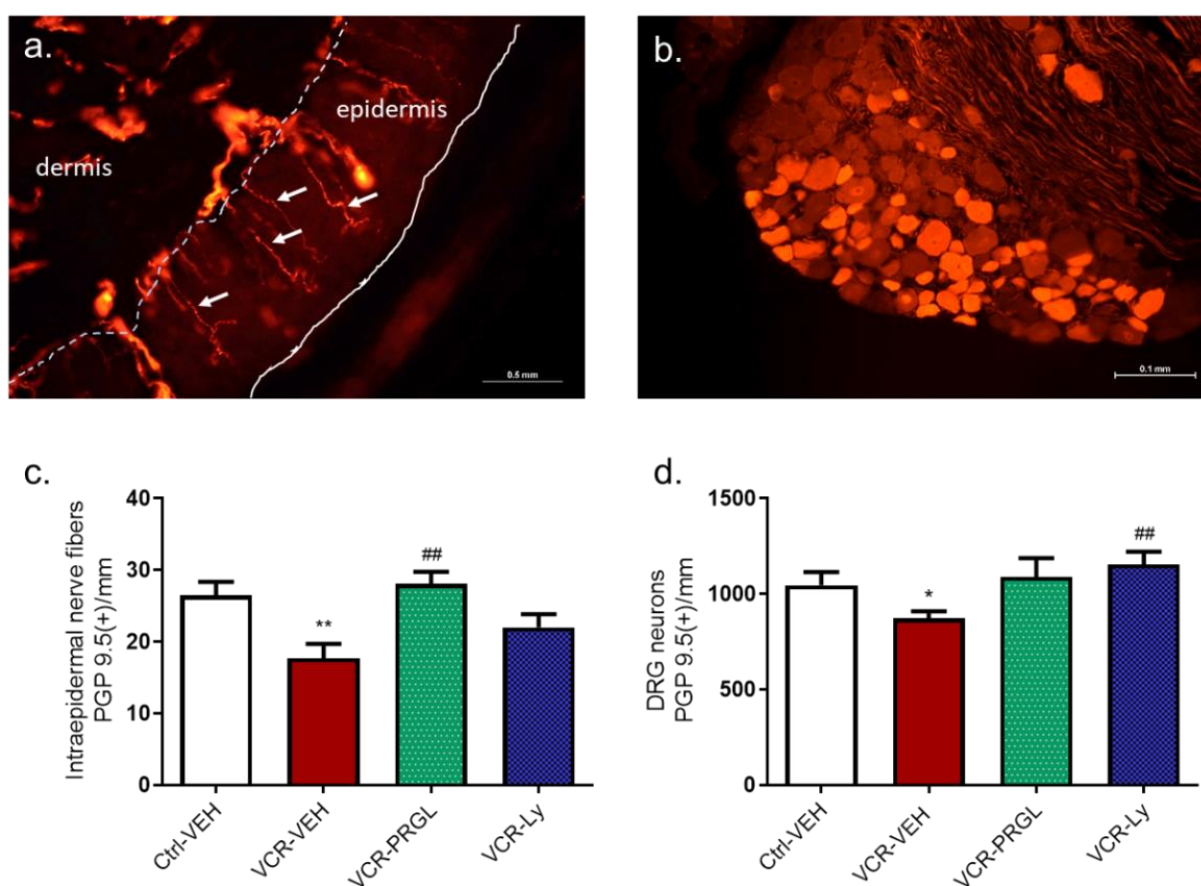 a.
epidermis
dermis
0.5 mm
b.
0.1 mm
c.
Intraepidermal nerve fibers
PGP 9.5(+)/mm
40
30
20
10
0
**
##
Ctrl-VEH
VCR-VEH
VCR-PRGL
VCR-Ly
d.
DRG neurons
PGP 9.5(+)/mm
1500
1000
500
0
*
##
Ctrl-VEH
VCR-VEH
VCR-PRGL
VCR-Ly